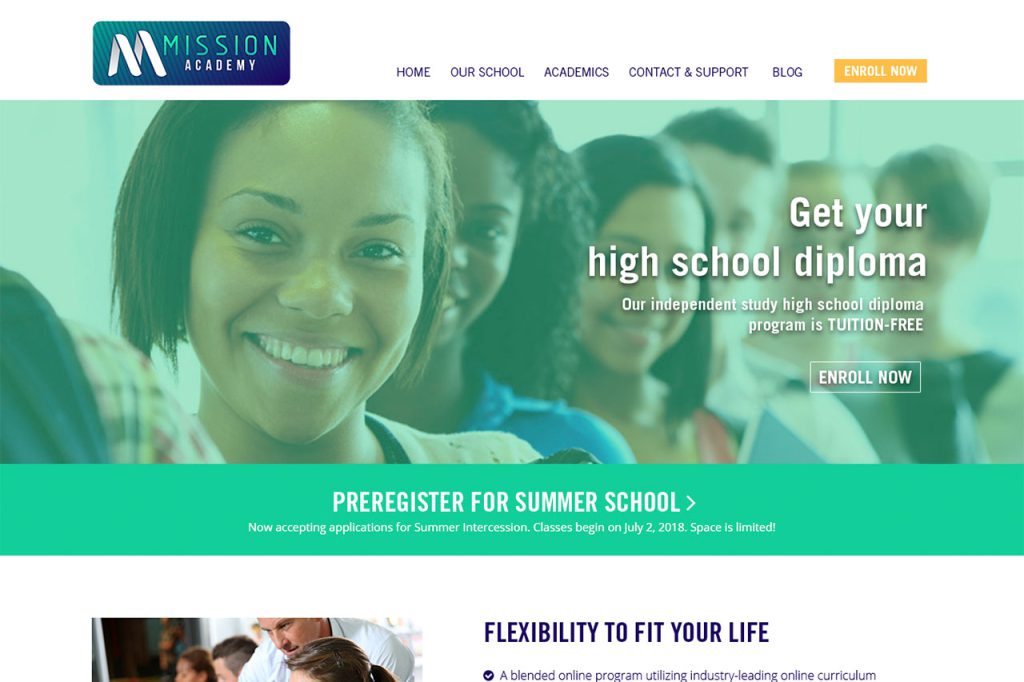 MISSION
ACADEMY
HOME OUR SCHOOL ACADEMICS CONTACT & SUPPORT BLOG ENROLL NOW
Get your
high school diploma
Our independent study high school diploma
program is TUITION-FREE
ENROLL NOW
PREREGISTER FOR SUMMER SCHOOL >
Now accepting applications for Summer Intercession. Classes begin on July 2, 2018. Space is limited!
FLEXIBILITY TO FIT YOUR LIFE
A blended online program utilizing industry-leading online curriculum